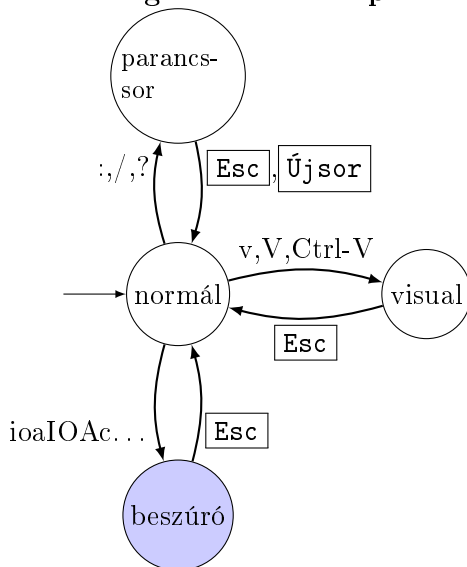 parancs-
sor
:,/,?
Esc, Újsor
v,V,Ctrl-V
normál
visual
Esc
ioaIOAc...
Esc
beszúró